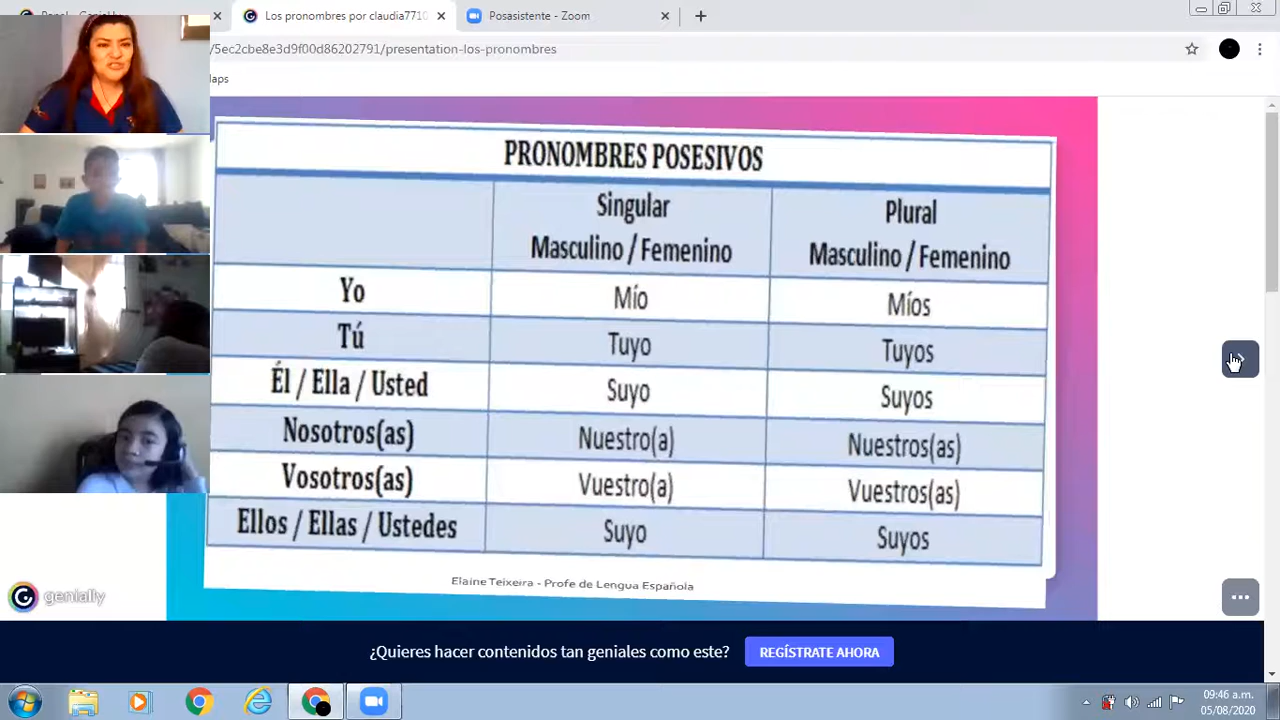 Los pronombres por claudia7710
Posasistente - Zoom
/5ec2cbe8e3d9f00d86202791/presentation-los-pronombres
laps
PRONOMBRES POSESIVOS
Singular Plural
Masculino / Femenino Masculino / Femenino
Yo Mío Míos
Tú Tuyo Tuyos
Él / Ella / Usted Suyo Suyos
Nosotros(as) Nuestro(a) Nuestros(as)
Vosotros(as) Vuestro(a) Vuestros(as)
Ellos / Ellas / Ustedes Suyo Suyos
Elaine Teixeira - Profe de Lengua Española
genially
¿Quieres hacer contenidos tan geniales como este? REGÍSTRATE AHORA
09:46 a.m.
05/08/2020